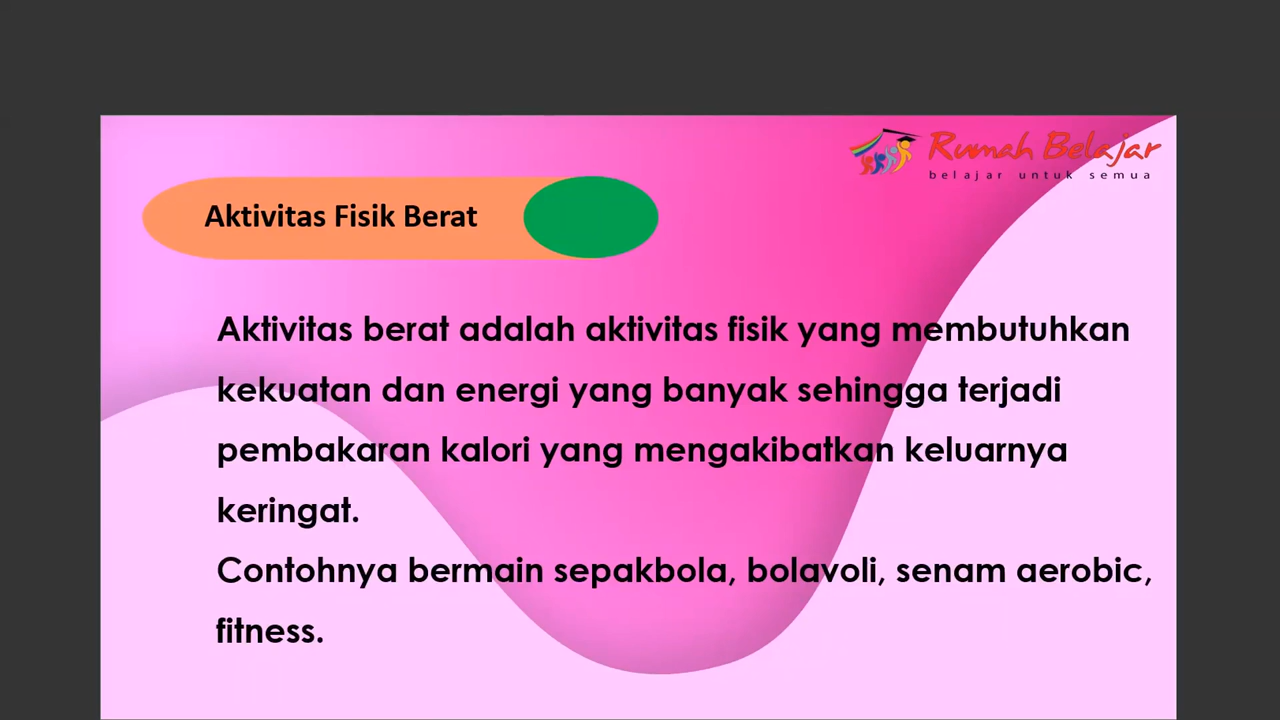 Rumah Belajar
belajar untuk semua
Aktivitas Fisik Berat
Aktivitas berat adalah aktivitas fisik yang membutuhkan
kekuatan dan energi yang banyak sehingga terjadi
pembakaran kalori yang mengakibatkan keluarnya
keringat.
Contohnya bermain sepakbola, bolavoli, senam aerobic,
fitness.